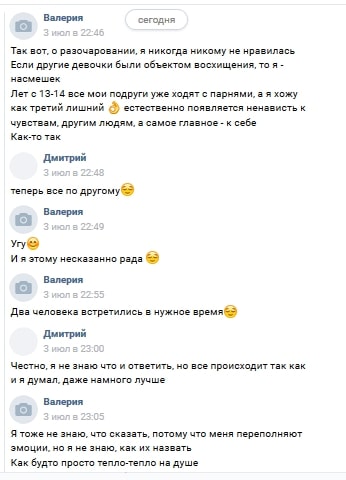 сегодня
Валерия
3 июл в 22:46
Так вот, о разочаровании, я никогда никому не нравилась
Если другие девочки были объектом восхищения, то я -
насмешек
Лет с 13-14 все мои подруги уже ходят с парнями, а я хожу
как третий лишний 👌 естественно появляется ненависть к
чувствам, другим людям, а самое главное - к себе
Как-то так
Дмитрий
3 июл в 22:48
теперь все по другому😌
Валерия
3 июл в 22:49
Угу😊
И я этому несказанно рада 😌
Валерия
3 июл в 22:55
Два человека встретились в нужное время😌
Дмитрий
3 июл в 23:00
Честно, я не знаю что и ответить, но все происходит так как
и я думал, даже намного лучше
Валерия
3 июл в 23:05
Я тоже не знаю, что сказать, потому что меня переполняют
эмоции, но я не знаю, как их назвать
Как будто просто тепло-тепло на душе